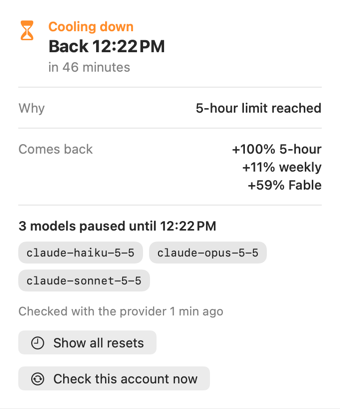 Cooling down
Back 12:22 PM
in 46 minutes
Why 5-hour limit reached
Comes back +100% 5-hour
+11% weekly
+59% Fable
3 models paused until 12:22 PM
claude-haiku-5-5 claude-opus-5-5
claude-sonnet-5-5
Checked with the provider 1 min ago
Show all resets
Check this account now